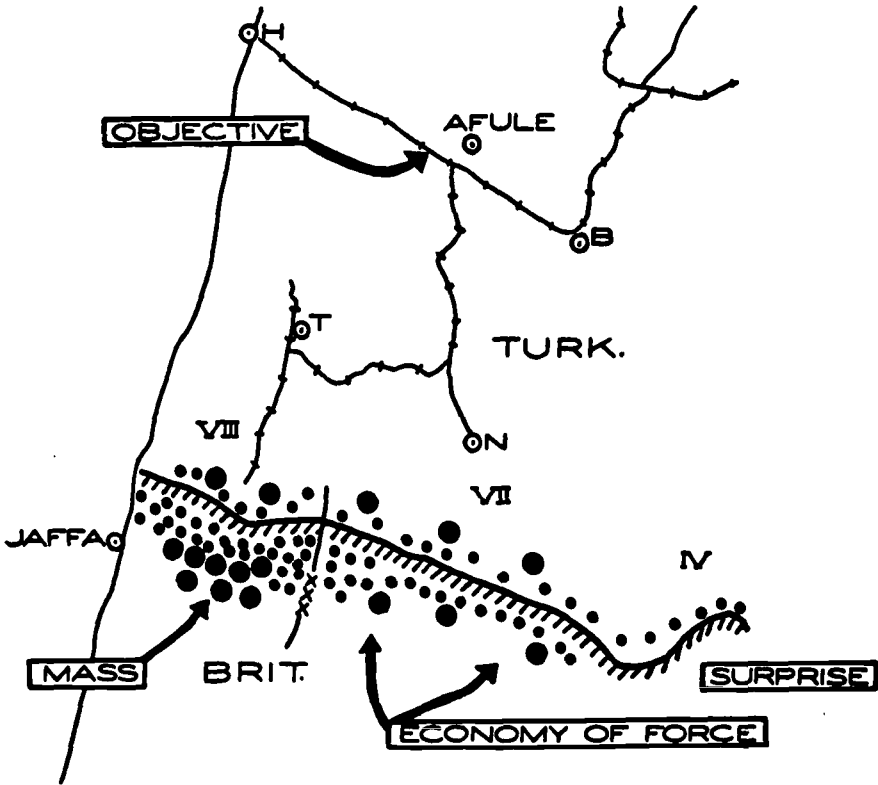 H
OBJECTIVE
AFULE
B
T
TURK.
VIII
N
VII
JAFFA
IV
MASS
BRIT.
SURPRISE
ECONOMY OF FORCE